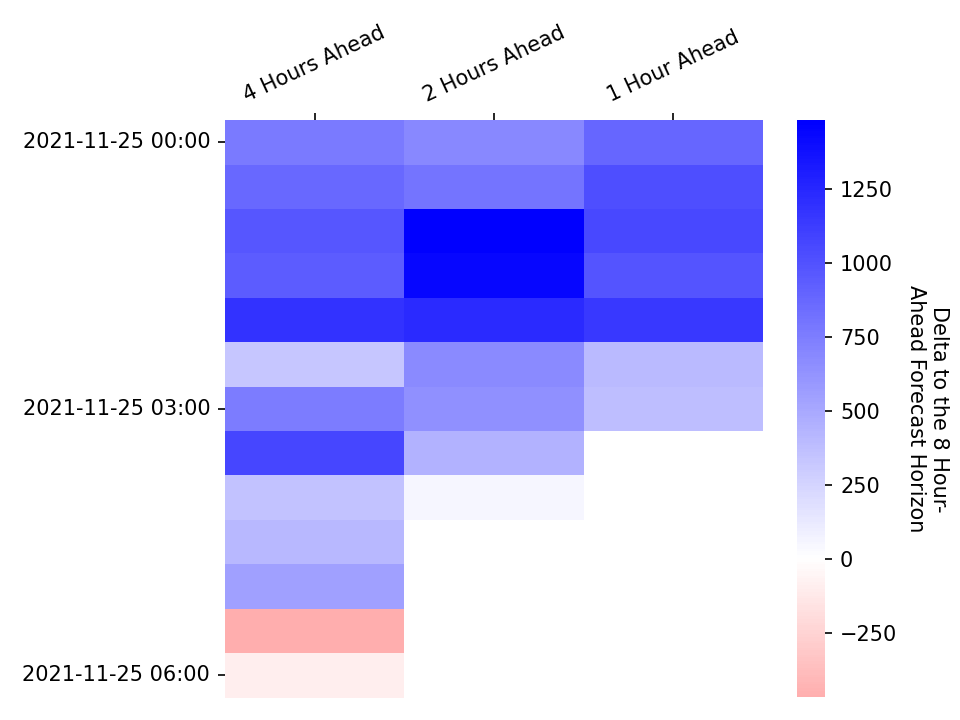 4 Hours Ahead
2 Hours Ahead
1 Hour Ahead
2021-11-25 00:00
2021-11-25 03:00
2021-11-25 06:00
1250
1000
750
500
250
0
−250
Delta to the 8 Hour-
Ahead Forecast Horizon